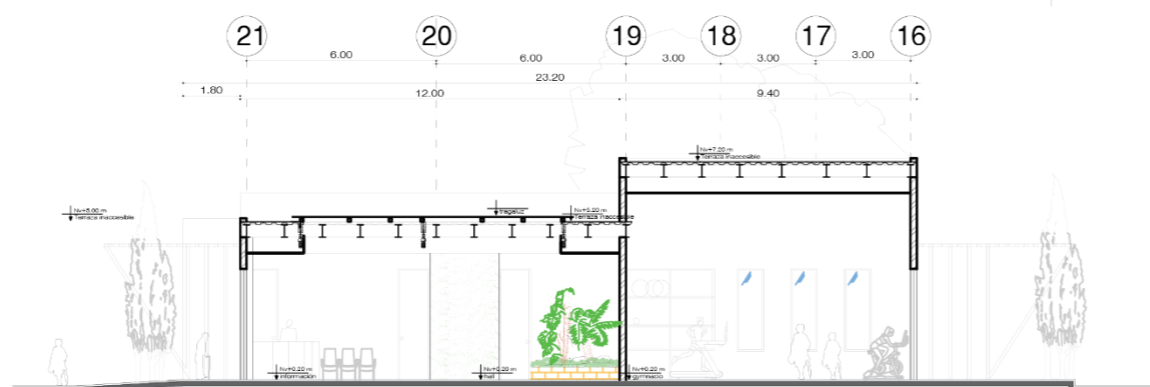 21 20 19 18 17 16
6.00 6.00 3.00 3.00 3.00
23.20
1.80 12.00 9.40
Nv+7.20 m
Terraza inaccesible
Nv+5.00 m
Terraza inaccesible
Tragaluz
Nv+5.20 m
Terraza inaccesible
Nv+0.20 m
información
Nv+0.20 m
hall
Nv+0.20 m
gymnacio